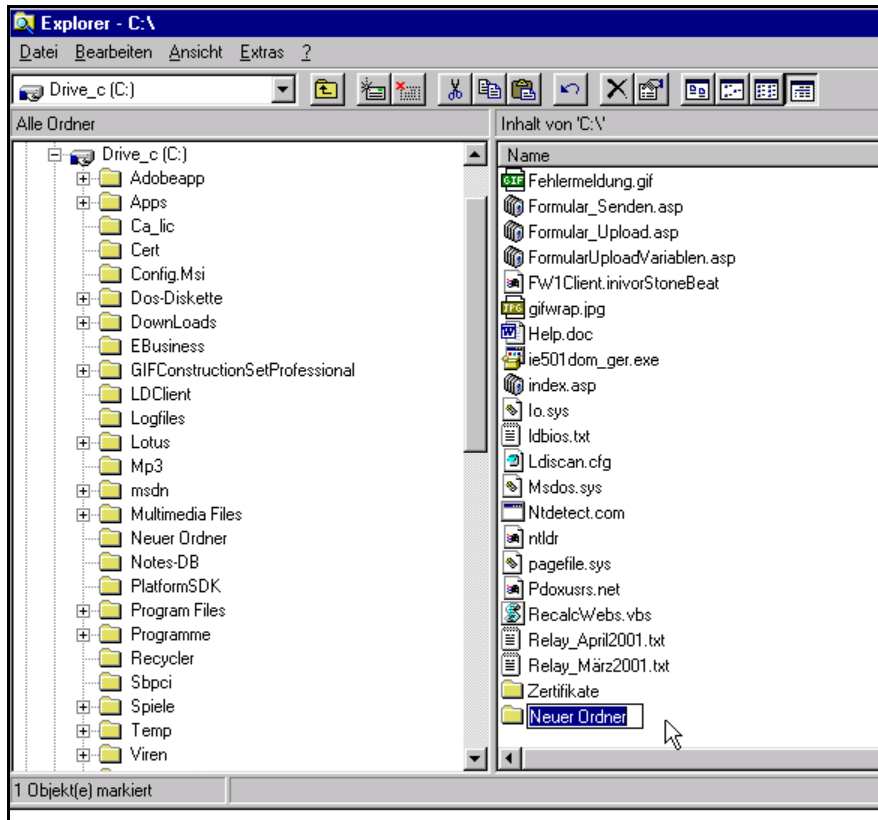 Explorer - C:\
Datei Bearbeiten Ansicht Extras ?
Drive_c (C:)
Alle Ordner
Drive_c (C:)
Adobeapp
Apps
Ca_lic
Cert
Config.Msi
Dos-Diskette
DownLoads
EBusiness
GIFConstructionSetProfessional
LDClient
Logfiles
Lotus
Mp3
msdn
Multimedia Files
Neuer Ordner
Notes-DB
PlatformSDK
Program Files
Programme
Recycler
Sbpci
Spiele
Temp
Viren
Inhalt von 'C:\'
Name
Fehlermeldung.gif
Formular_Senden.asp
Formular_Upload.asp
FormularUploadVariablen.asp
FW1Client.inivorStoneBeat
gifwrap.jpg
Help.doc
ie501dom_ger.exe
index.asp
Io.sys
ldbios.txt
Ldiscan.cfg
Msdos.sys
Ntdetect.com
ntldr
pagefile.sys
Pdoxusrs.net
RecalcWebs.vbs
Relay_April2001.txt
Relay_März2001.txt
Zertifikate
Neuer Ordner
1 Objekt(e) markiert